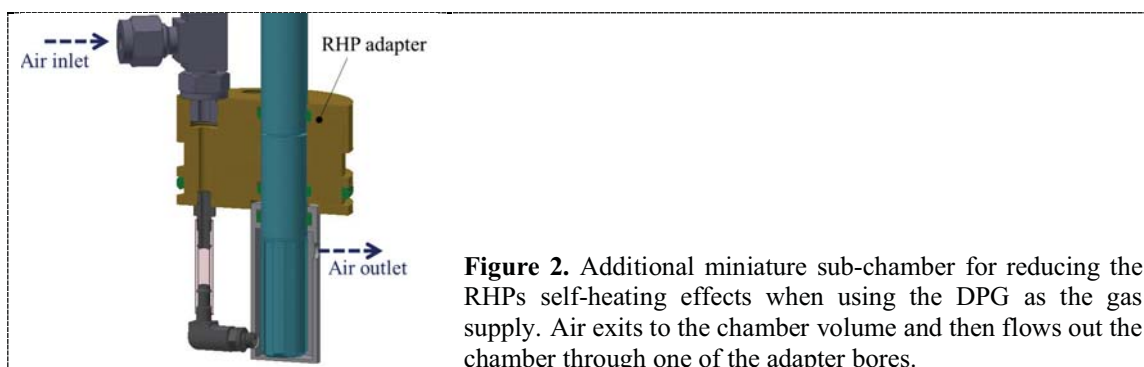 RHP adapter
Air inlet
Air outlet
Figure 2. Additional miniature sub-chamber for reducing the
RHPs self-heating effects when using the DPG as the gas
supply. Air exits to the chamber volume and then flows out the
chamber through one of the adapter bores.